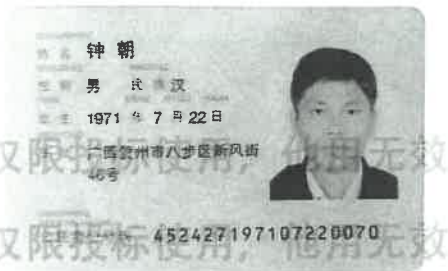 姓名 钟朝
性别 男 民族 汉
出生 1971 年 7 月 22 日
住址 广西贺州市八步区新风街
46号
仅限投标使用，他用无效
公民身份号码 452427197107220070
仅限投标使用，他用无效